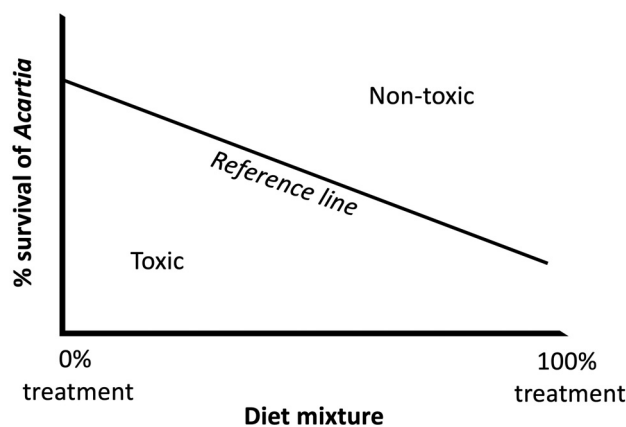 % survival of Acartia
Non-toxic
Reference line
Toxic
0%
treatment
100%
treatment
Diet mixture